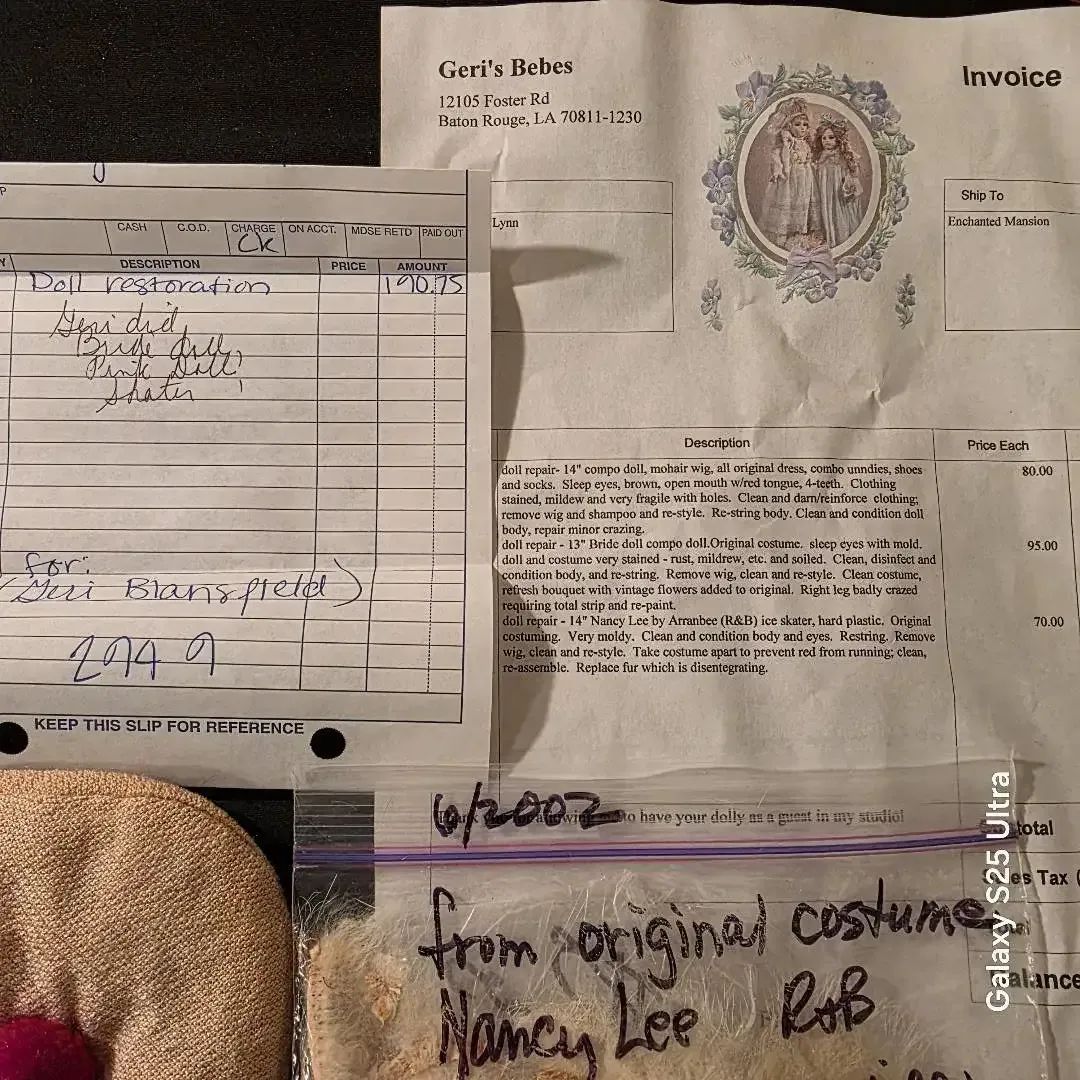 CASH C.O.D. CHARGE ON ACCT. MDSE RETD PAID OUT
CK
DESCRIPTION PRICE AMOUNT
Doll restoration 190.75
Geri did
Bride doll,
Pink Doll,
Skater
for:
(Geri Blansfield)
KEEP THIS SLIP FOR REFERENCE
Geri's Bebes
12105 Foster Rd
Baton Rouge, LA 70811-1230
Invoice
Lynn
Ship To
Enchanted Mansion
Description Price Each
doll repair- 14" compo doll, mohair wig, all original dress, combo unndies, shoes 80.00
and socks. Sleep eyes, brown, open mouth w/red tongue, 4-teeth. Clothing
stained, mildew and very fragile with holes. Clean and darn/reinforce clothing;
remove wig and shampoo and re-style. Re-string body. Clean and condition doll
body, repair minor crazing.
doll repair - 13" Bride doll compo doll.Original costume. sleep eyes with mold. 95.00
doll and costume very stained - rust, mildrew, etc. and soiled. Clean, disinfect and
condition body, and re-string. Remove wig, clean and re-style. Clean costume,
refresh bouquet with vintage flowers added to original. Right leg badly crazed
requiring total strip and re-paint.
doll repair - 14" Nancy Lee by Arranbee (R&B) ice skater, hard plastic. Original 70.00
costuming. Very moldy. Clean and condition body and eyes. Restring. Remove
wig, clean and re-style. Take costume apart to prevent red from running; clean,
re-assemble. Replace fur which is disentegrating.
to have your dolly as a guest in my studio!
total
Sales Tax (
Balance
6/2002
from original costume
Nancy Lee R&B
Galaxy S25 Ultra